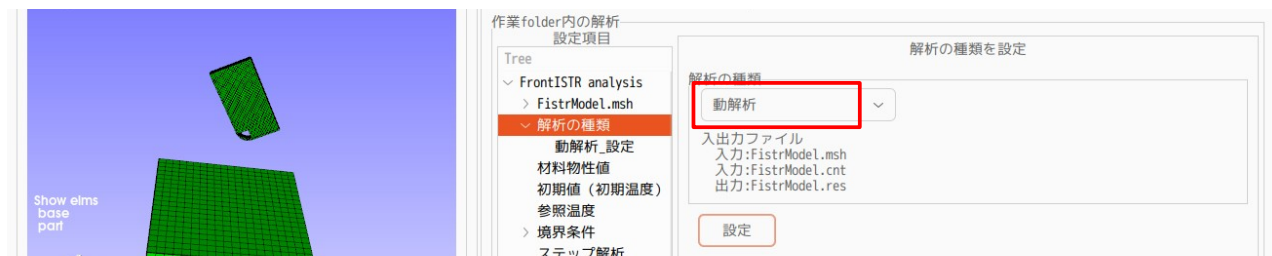 Show elms
base
part
作業folder内の解析
設定項目
Tree
FrontISTR analysis
FistrModel.msh
解析の種類
動解析_設定
材料物性値
初期値（初期温度）
参照温度
境界条件
ステップ解析
解析の種類を設定
解析の種類
動解析
入出力ファイル
入力:FistrModel.msh
入力:FistrModel.cnt
出力:FistrModel.res
設定